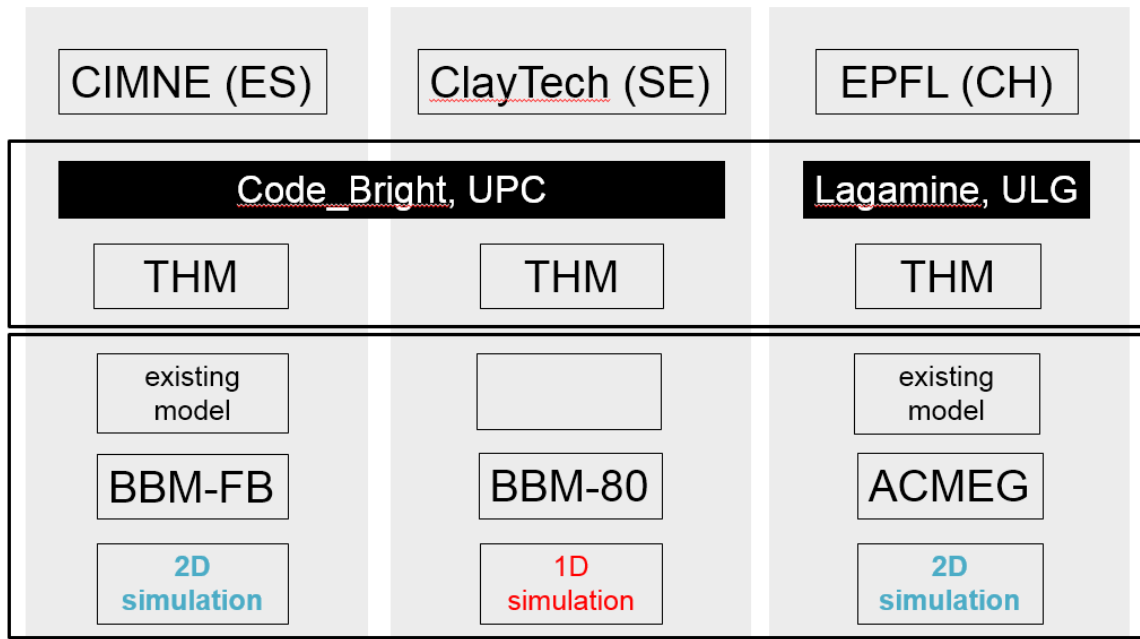 CIMNE (ES) ClayTech (SE) EPFL (CH)
Code_Bright, UPC Lagamine, ULG
THM THM THM
existing existing
model model
BBM-FB BBM-80 ACMEG
2D 1D 2D
simulation simulation simulation